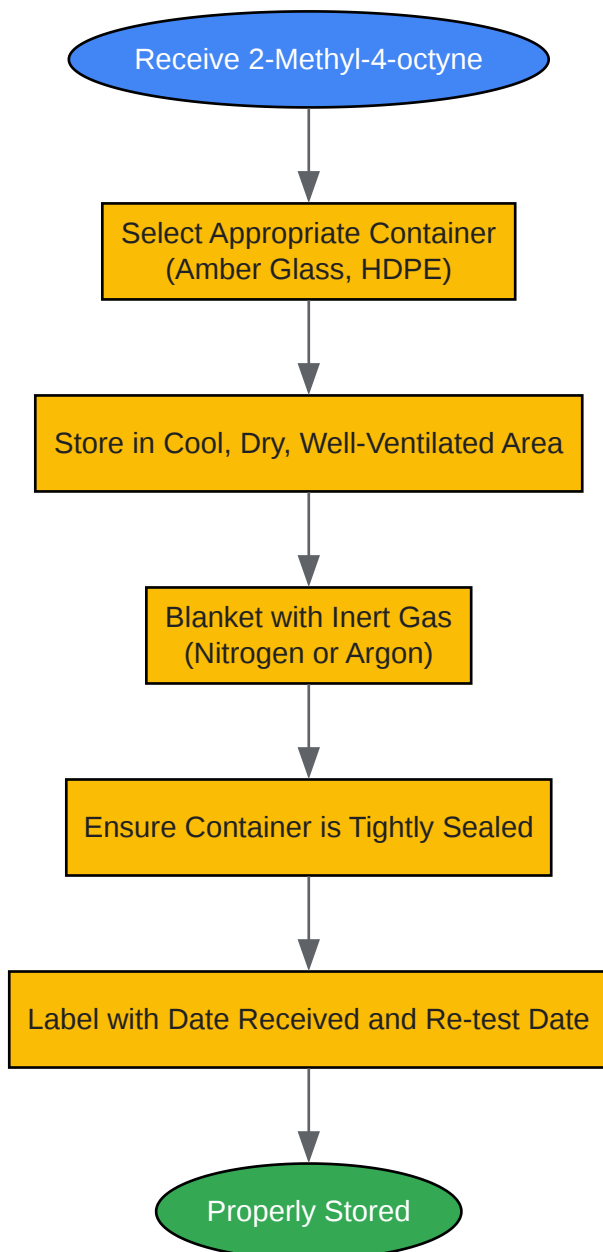 Receive 2-Methyl-4-octyne
Select Appropriate Container
(Amber Glass, HDPE)
Store in Cool, Dry, Well-Ventilated Area
Blanket with Inert Gas
(Nitrogen or Argon)
Ensure Container is Tightly Sealed
Label with Date Received and Re-test Date
Properly Stored